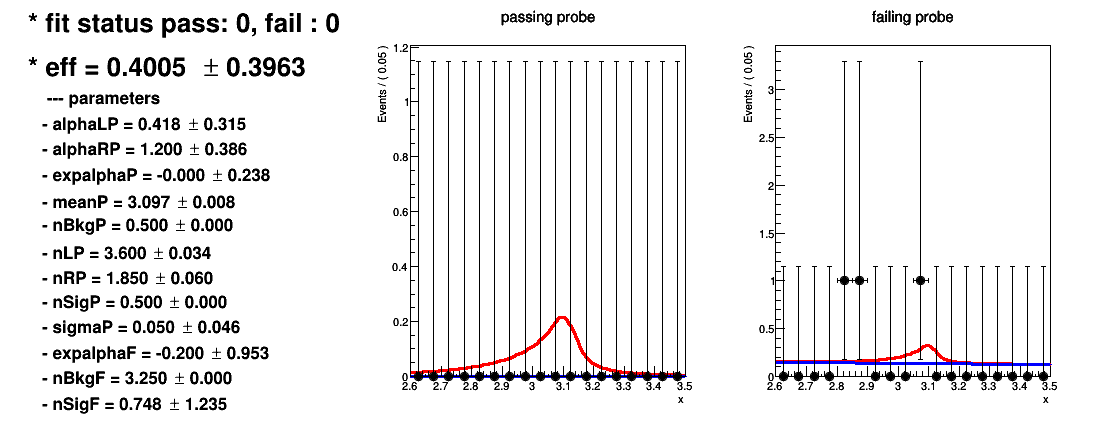 * fit status pass: 0, fail : 0
* eff = 0.4005 ± 0.3963
--- parameters
- alphaLP = 0.418 ± 0.315
- alphaRP = 1.200 ± 0.386
- expalphaP = -0.000 ± 0.238
- meanP = 3.097 ± 0.008
- nBkgP = 0.500 ± 0.000
- nLP = 3.600 ± 0.034
- nRP = 1.850 ± 0.060
- nSigP = 0.500 ± 0.000
- sigmaP = 0.050 ± 0.046
- expalphaF = -0.200 ± 0.953
- nBkgF = 3.250 ± 0.000
- nSigF = 0.748 ± 1.235
passing probe
Events / ( 0.05 )
1.2
1
0.8
0.6
0.4
0.2
0
2.6 2.7 2.8 2.9 3 3.1 3.2 3.3 3.4 3.5
x
failing probe
Events / ( 0.05 )
3
2.5
2
1.5
1
0.5
0
2.6 2.7 2.8 2.9 3 3.1 3.2 3.3 3.4 3.5
x